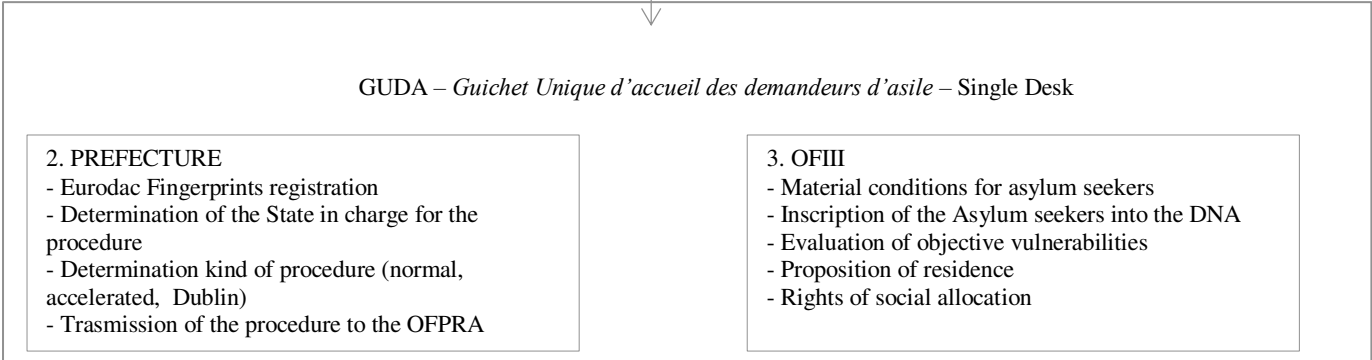 GUDA – Guichet Unique d'accueil des demandeurs d'asile – Single Desk
2. PREFECTURE
- Eurodac Fingerprints registration
- Determination of the State in charge for the
procedure
- Determination kind of procedure (normal,
accelerated, Dublin)
- Trasmission of the procedure to the OFPRA
3. OFIII
- Material conditions for asylum seekers
- Inscription of the Asylum seekers into the DNA
- Evaluation of objective vulnerabilities
- Proposition of residence
- Rights of social allocation